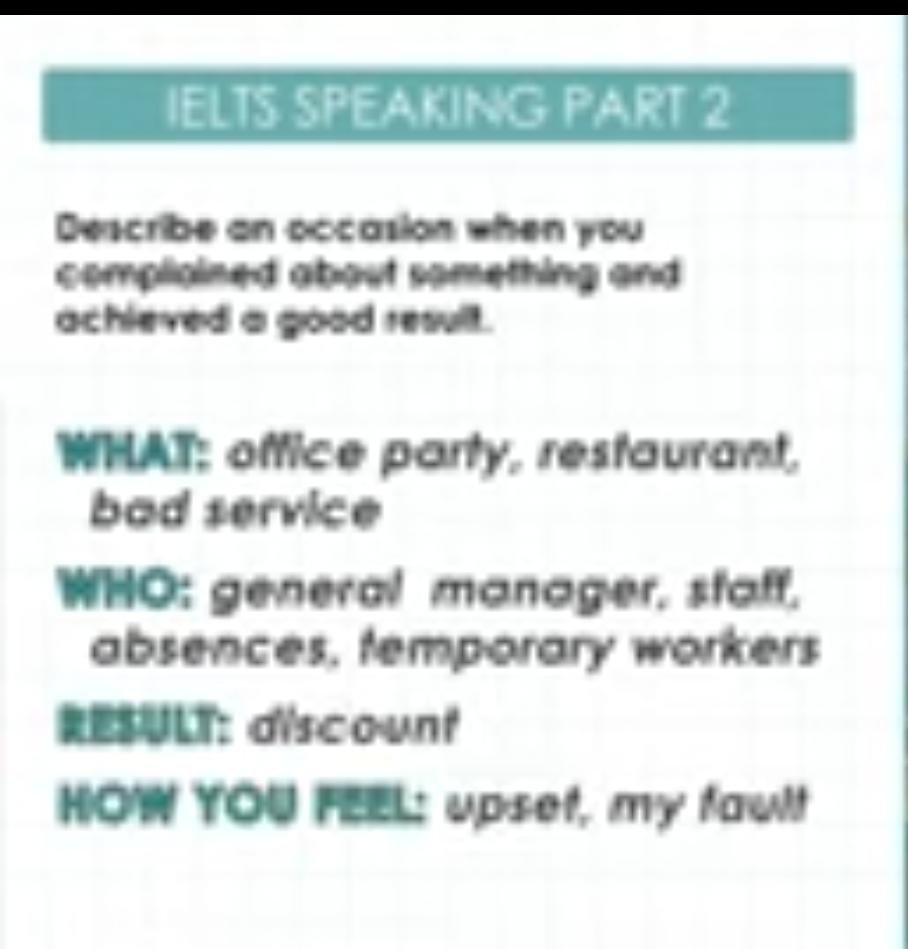 IELTS SPEAKING PART 2
Describe an occasion when you
complained about something and
achieved a good result.
WHAT: office party, restaurant,
bad service
WHO: general manager, staff,
absences, temporary workers
RESULT: discount
HOW YOU FEEL: upset, my fault